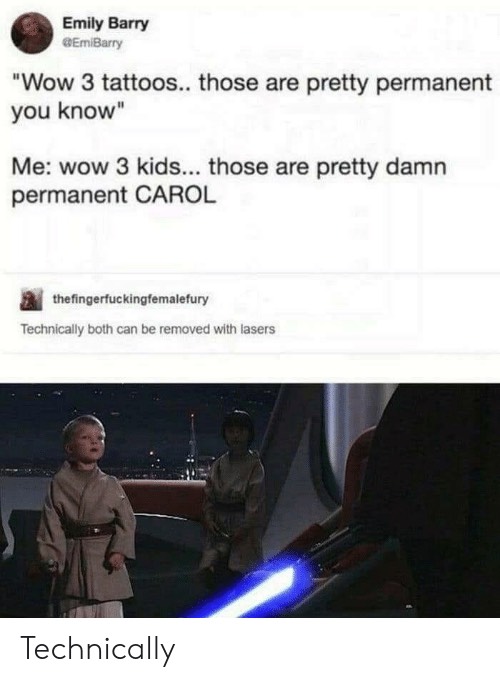 Emily Barry
@EmiBarry
"Wow 3 tattoos.. those are pretty permanent
you know"
Me: wow 3 kids... those are pretty damn
permanent CAROL
thefingerfuckingfemalefury
Technically both can be removed with lasers
Technically